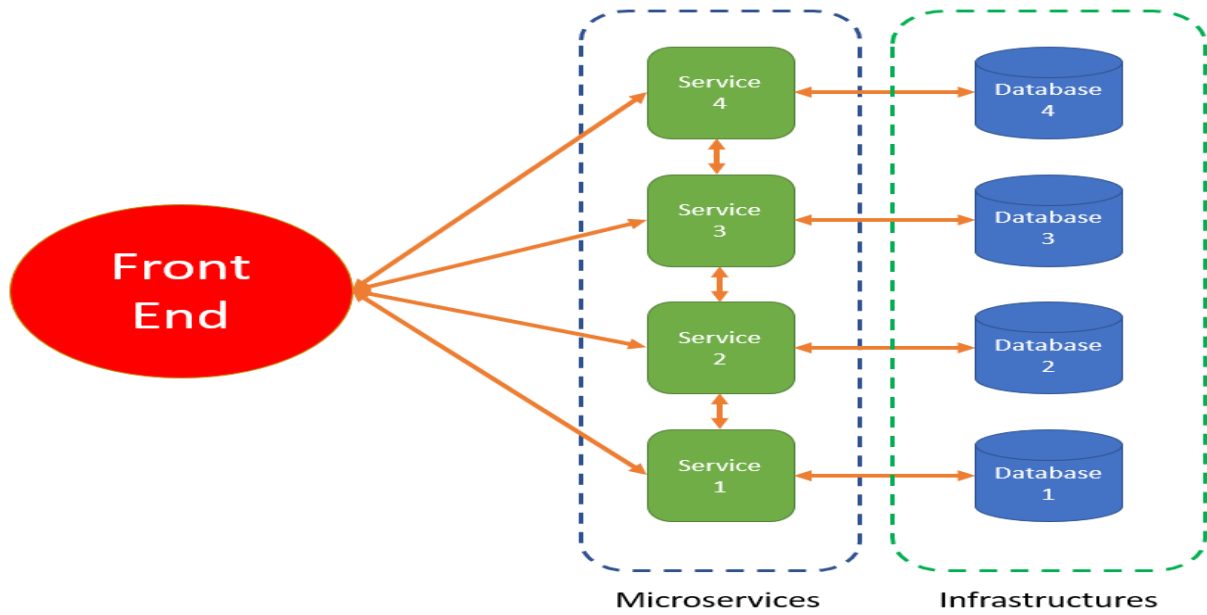 Front
End
Service
4
Service
3
Service
2
Service
1
Database
4
Database
3
Database
2
Database
1
Microservices
Infrastructures